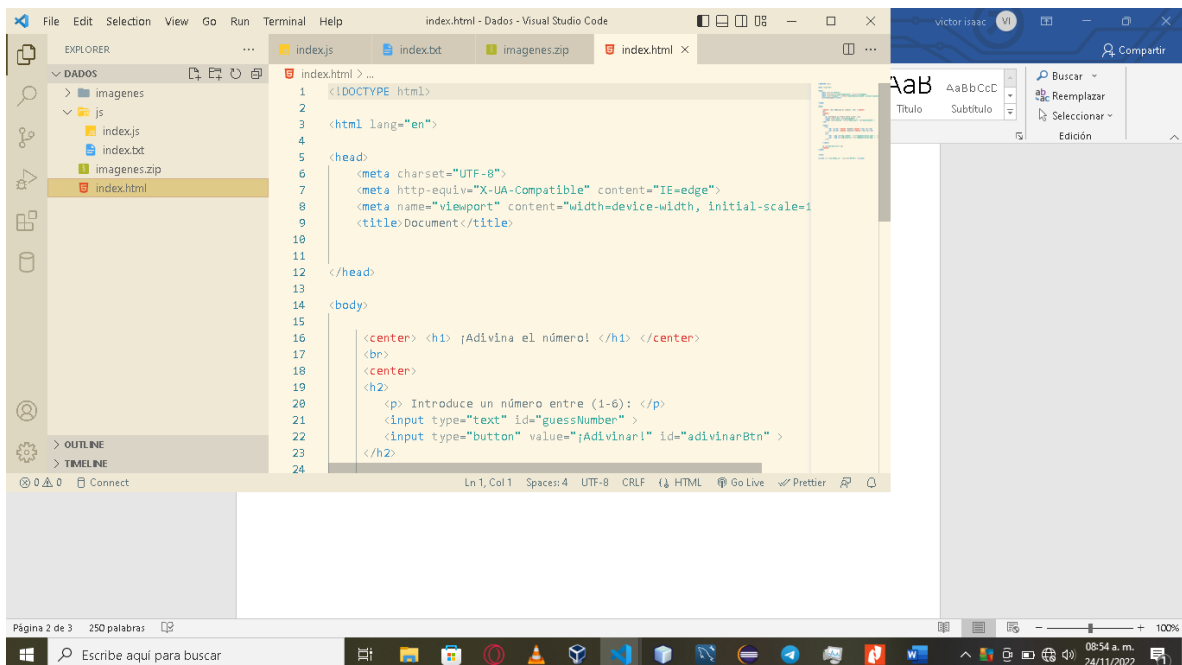 File Edit Selection View Go Run Terminal Help index.html - Dados - Visual Studio Code
victor isaac VI
EXPLORER ...
index.js index.txt imagenes.zip index.html
Compartir
DADOS
index.html > ...
imagenes
js
index.js
index.txt
imagenes.zip
index.html
1 <!DOCTYPE html>
2
3 <html lang="en">
4
5 <head>
6 <meta charset="UTF-8">
7 <meta http-equiv="X-UA-Compatible" content="IE=edge">
8 <meta name="viewport" content="width=device-width, initial-scale=1
9 <title>Document</title>
10
11
12 </head>
13
14 <body>
15
16 <center> <h1> ¡Adivina el número! </h1> </center>
17 <br>
18 <center>
19 <h2>
20 <p> Introduce un número entre (1-6): </p>
21 <input type="text" id="guessNumber" >
22 <input type="button" value="¡Adivinar!" id="adivinarBtn" >
23 </h2>
24
OUTLINE
TIMELINE
0 0 Connect
Ln 1, Col 1 Spaces: 4 UTF-8 CRLF HTML Go Live Prettier
AaB AaBbCcD
Título Subtítulo
Buscar
Reemplazar
Seleccionar
Edición
Página 2 de 3 250 palabras
100%
Escribe aquí para buscar
08:54 a. m.
24/11/2022